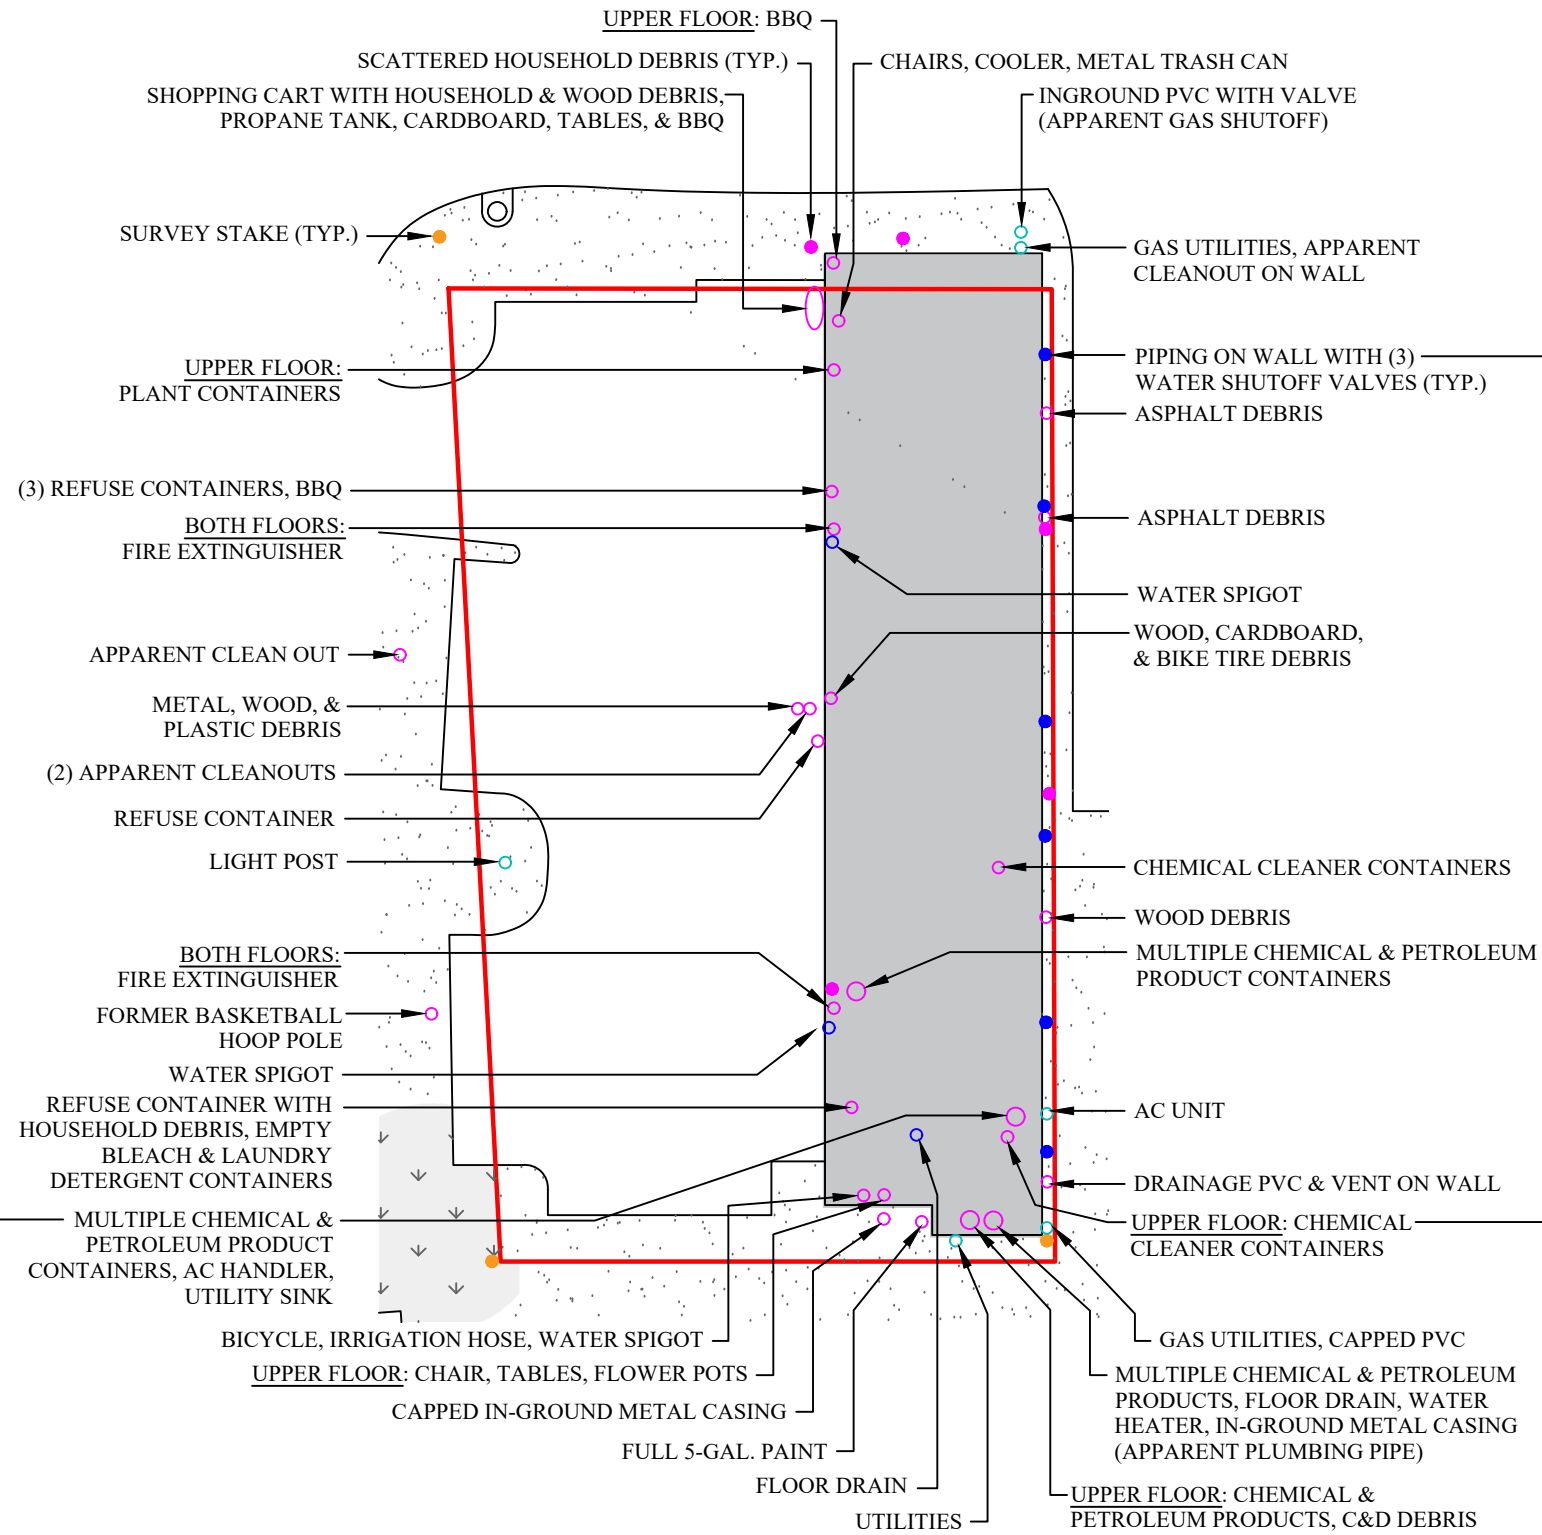 UPPER FLOOR: BBQ
SCATTERED HOUSEHOLD DEBRIS (TYP.)
CHAIRS, COOLER, METAL TRASH CAN
SHOPPING CART WITH HOUSEHOLD & WOOD DEBRIS,
PROPANE TANK, CARDBOARD, TABLES, & BBQ
INGROUND PVC WITH VALVE
(APPARENT GAS SHUTOFF)
SURVEY STAKE (TYP.)
GAS UTILITIES, APPARENT
CLEANOUT ON WALL
UPPER FLOOR:
PLANT CONTAINERS
PIPING ON WALL WITH (3)
WATER SHUTOFF VALVES (TYP.)
ASPHALT DEBRIS
(3) REFUSE CONTAINERS, BBQ
BOTH FLOORS:
FIRE EXTINGUISHER
ASPHALT DEBRIS
WATER SPIGOT
WOOD, CARDBOARD,
& BIKE TIRE DEBRIS
APPARENT CLEAN OUT
METAL, WOOD, &
PLASTIC DEBRIS
(2) APPARENT CLEANOUTS
REFUSE CONTAINER
LIGHT POST
CHEMICAL CLEANER CONTAINERS
WOOD DEBRIS
BOTH FLOORS:
FIRE EXTINGUISHER
MULTIPLE CHEMICAL & PETROLEUM
PRODUCT CONTAINERS
FORMER BASKETBALL
HOOP POLE
WATER SPIGOT
REFUSE CONTAINER WITH
HOUSEHOLD DEBRIS, EMPTY
BLEACH & LAUNDRY
DETERGENT CONTAINERS
AC UNIT
DRAINAGE PVC & VENT ON WALL
MULTIPLE CHEMICAL &
PETROLEUM PRODUCT
CONTAINERS, AC HANDLER,
UTILITY SINK
UPPER FLOOR: CHEMICAL
CLEANER CONTAINERS
BICYCLE, IRRIGATION HOSE, WATER SPIGOT
GAS UTILITIES, CAPPED PVC
UPPER FLOOR: CHAIR, TABLES, FLOWER POTS
MULTIPLE CHEMICAL & PETROLEUM
PRODUCTS, FLOOR DRAIN, WATER
HEATER, IN-GROUND METAL CASING
(APPARENT PLUMBING PIPE)
CAPPED IN-GROUND METAL CASING
FULL 5-GAL. PAINT
FLOOR DRAIN
UTILITIES
UPPER FLOOR: CHEMICAL &
PETROLEUM PRODUCTS, C&D DEBRIS